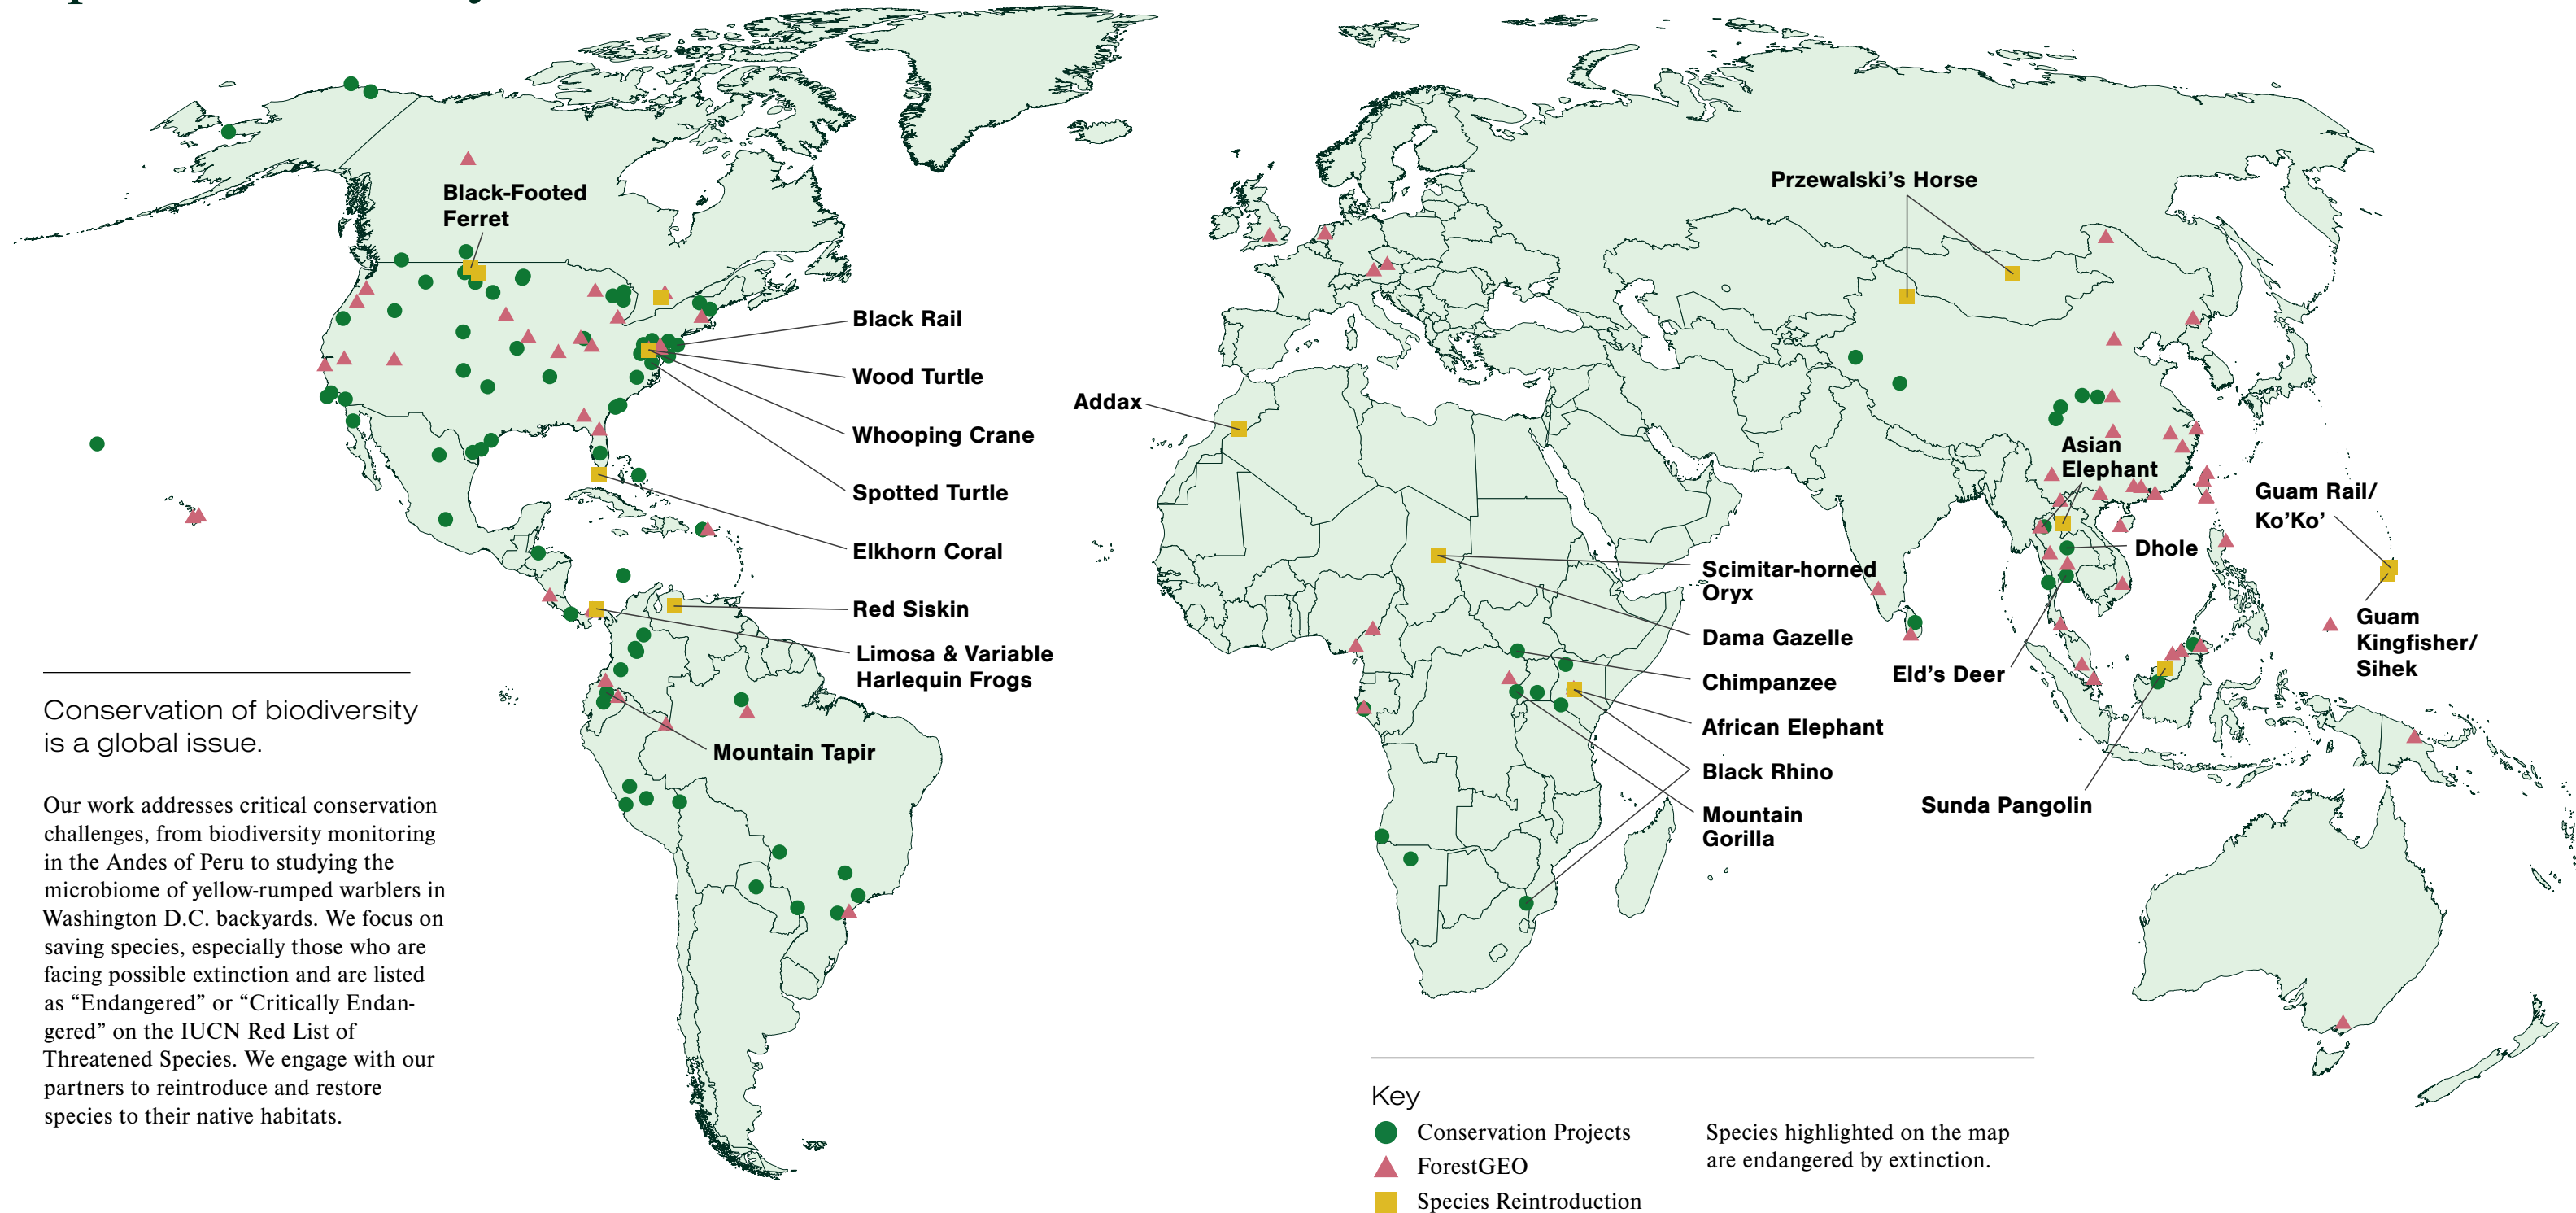 Black-Footed
Ferret
Black Rail
Wood Turtle
Whooping Crane
Spotted Turtle
Elkhorn Coral
Red Siskin
Limosa & Variable
Harlequin Frogs
Mountain Tapir
Conservation of biodiversity
is a global issue.
Our work addresses critical conservation
challenges, from biodiversity monitoring
in the Andes of Peru to studying the
microbiome of yellow-rumped warblers in
Washington D.C. backyards. We focus on
saving species, especially those who are
facing possible extinction and are listed
as “Endangered” or “Critically Endan-
gered” on the IUCN Red List of
Threatened Species. We engage with our
partners to reintroduce and restore
species to their native habitats.
Addax
Przewalski’s Horse
Scimitar-horned
Oryx
Dama Gazelle
Chimpanzee
African Elephant
Black Rhino
Mountain
Gorilla
Asian
Elephant
Dhole
Eld’s Deer
Sunda Pangolin
Guam Rail/
Ko’Ko’
Guam
Kingfisher/
Sihek
Key
Conservation Projects
ForestGEO
Species Reintroduction
Species highlighted on the map
are endangered by extinction.